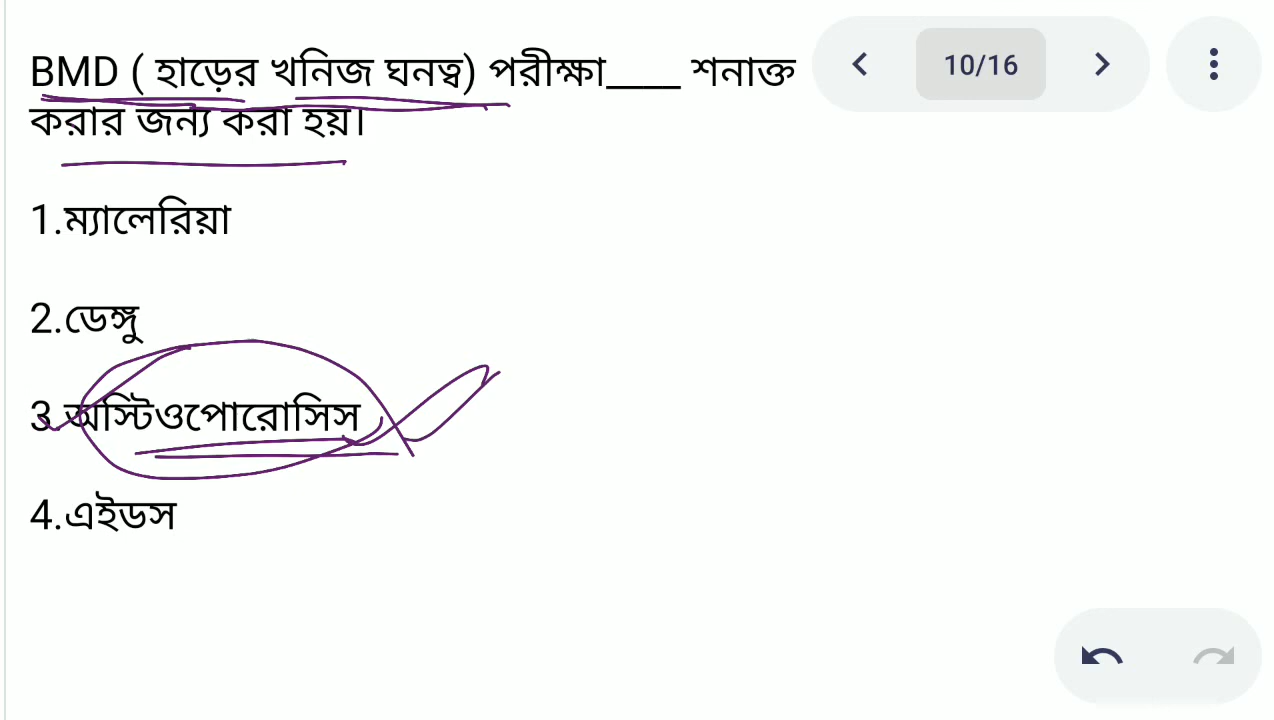 BMD ( হাড়ের খনিজ ঘনত্ব) পরীক্ষা____ শনাক্ত
করার জন্য করা হয়।
1.ম্যালেরিয়া
2.ডেঙ্গু
3.অস্টিওপোরোসিস
4.এইডস
10/16